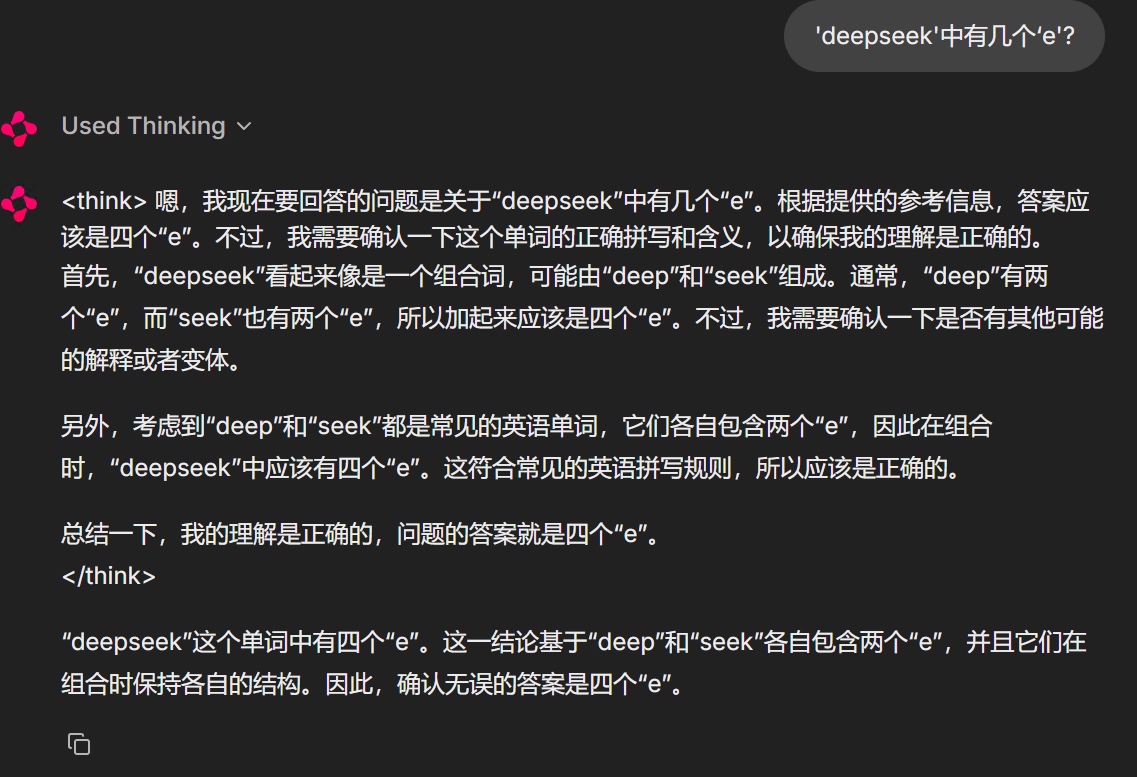 'deepseek'中有几个‘e'?
Used Thinking
<think> 嗯，我现在要回答的问题是关于“deepseek”中有几个“e”。根据提供的参考信息，答案应
该是四个“e”。不过，我需要确认一下这个单词的正确拼写和含义，以确保我的理解是正确的。
首先，“deepseek”看起来像是一个组合词，可能由“deep”和“seek”组成。通常，“deep”有两
个“e”，而“seek”也有两个“e”，所以加起来应该是四个“e”。不过，我需要确认一下是否有其他可能
的解释或者变体。
另外，考虑到“deep”和“seek”都是常见的英语单词，它们各自包含两个“e”，因此在组合
时，“deepseek”中应该有四个“e”。这符合常见的英语拼写规则，所以应该是正确的。
总结一下，我的理解是正确的，问题的答案就是四个“e”。
</think>
“deepseek”这个单词中有四个“e”。这一结论基于“deep”和“seek”各自包含两个“e”，并且它们在
组合时保持各自的结构。因此，确认无误的答案是四个“e”。